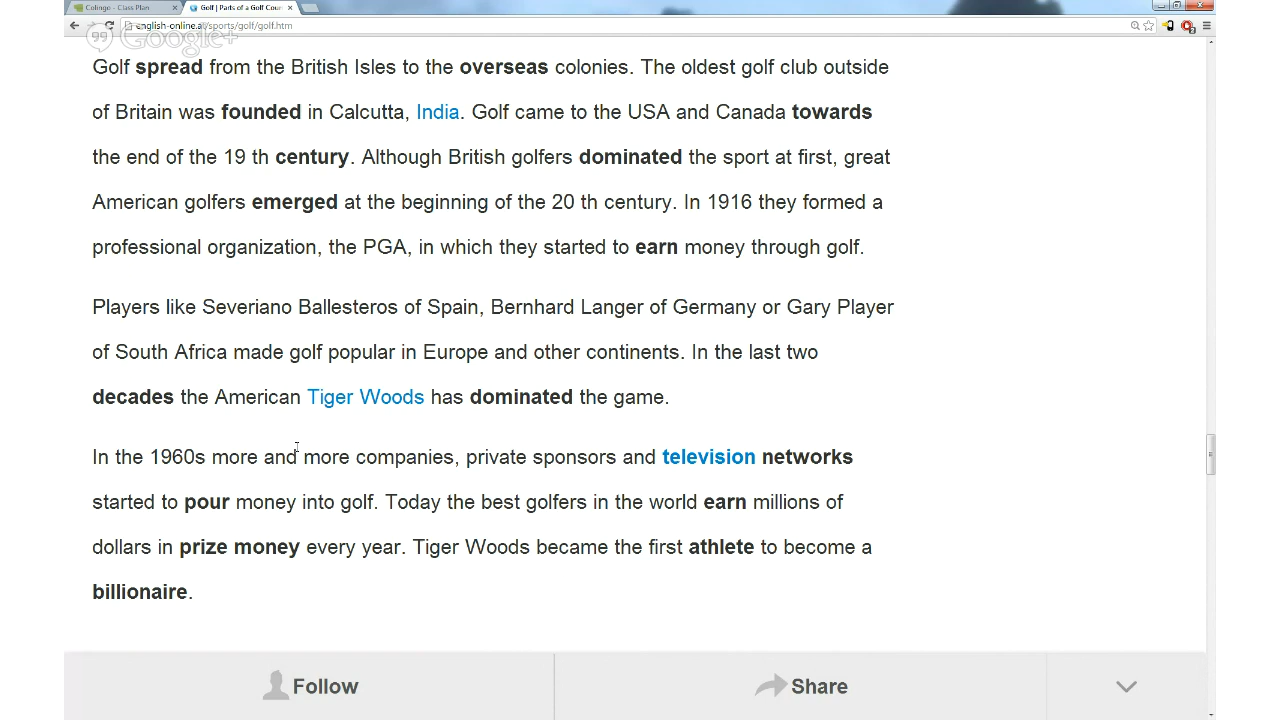 Colingo - Class Plan
Golf | Parts of a Golf Cour
english-online.at/sports/golf/golf.htm
Google+
Golf spread from the British Isles to the overseas colonies. The oldest golf club outside
of Britain was founded in Calcutta, India. Golf came to the USA and Canada towards
the end of the 19 th century. Although British golfers dominated the sport at first, great
American golfers emerged at the beginning of the 20 th century. In 1916 they formed a
professional organization, the PGA, in which they started to earn money through golf.
Players like Severiano Ballesteros of Spain, Bernhard Langer of Germany or Gary Player
of South Africa made golf popular in Europe and other continents. In the last two
decades the American Tiger Woods has dominated the game.
In the 1960s more and more companies, private sponsors and television networks
started to pour money into golf. Today the best golfers in the world earn millions of
dollars in prize money every year. Tiger Woods became the first athlete to become a
billionaire.
Follow
Share